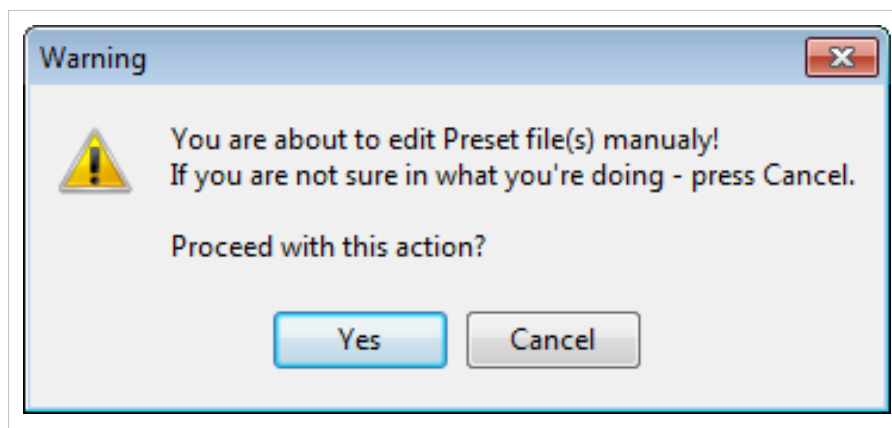 Warning
You are about to edit Preset file(s) manualy!
If you are not sure in what you're doing - press Cancel.
Proceed with this action?
Yes
Cancel